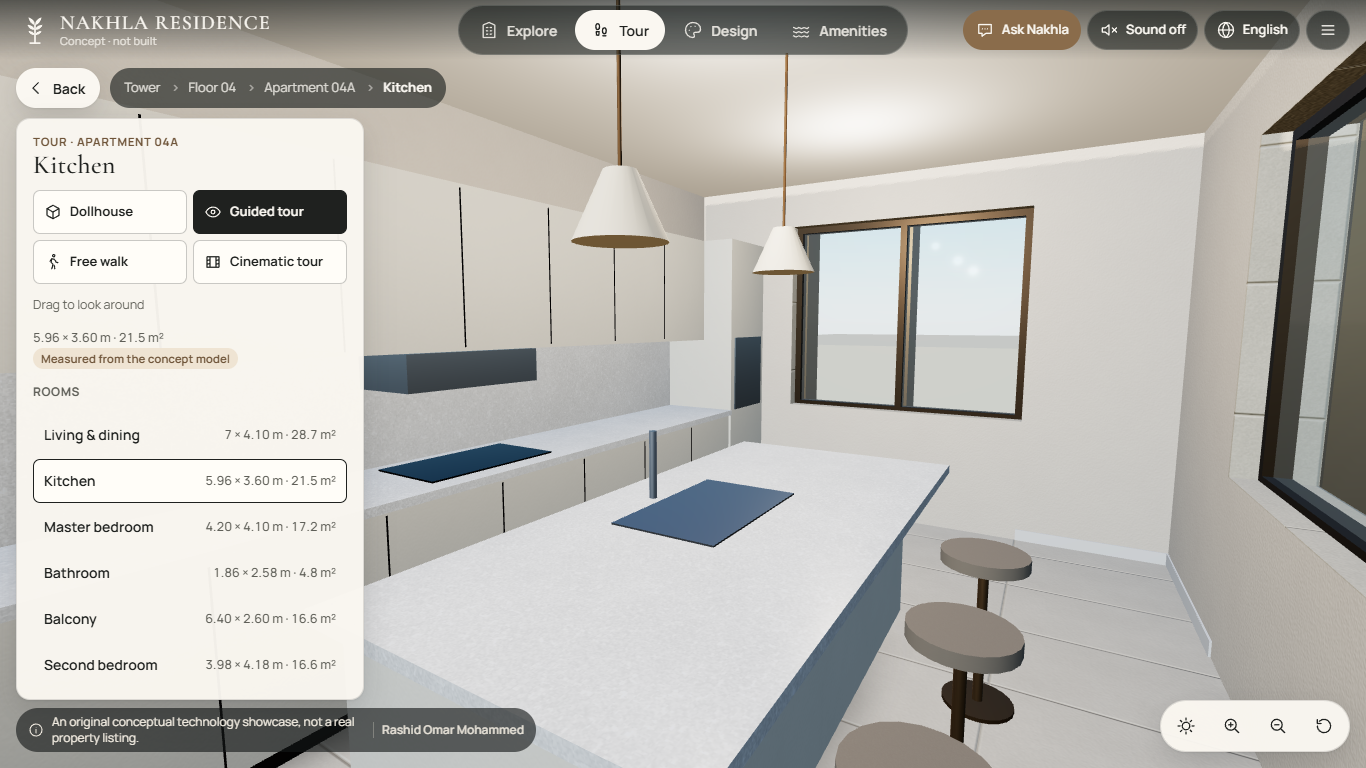 NAKHLA RESIDENCE
Concept · not built
Explore
Tour
Design
Amenities
Ask Nakhla
Sound off
English
Back
Tower > Floor 04 > Apartment 04A > Kitchen
TOUR · APARTMENT 04A
Kitchen
Dollhouse
Guided tour
Free walk
Cinematic tour
Drag to look around
5.96 × 3.60 m · 21.5 m²
Measured from the concept model
ROOMS
Living & dining 7 × 4.10 m · 28.7 m²
Kitchen 5.96 × 3.60 m · 21.5 m²
Master bedroom 4.20 × 4.10 m · 17.2 m²
Bathroom 1.86 × 2.58 m · 4.8 m²
Balcony 6.40 × 2.60 m · 16.6 m²
Second bedroom 3.98 × 4.18 m · 16.6 m²
An original conceptual technology showcase, not a real
property listing.
Rashid Omar Mohammed